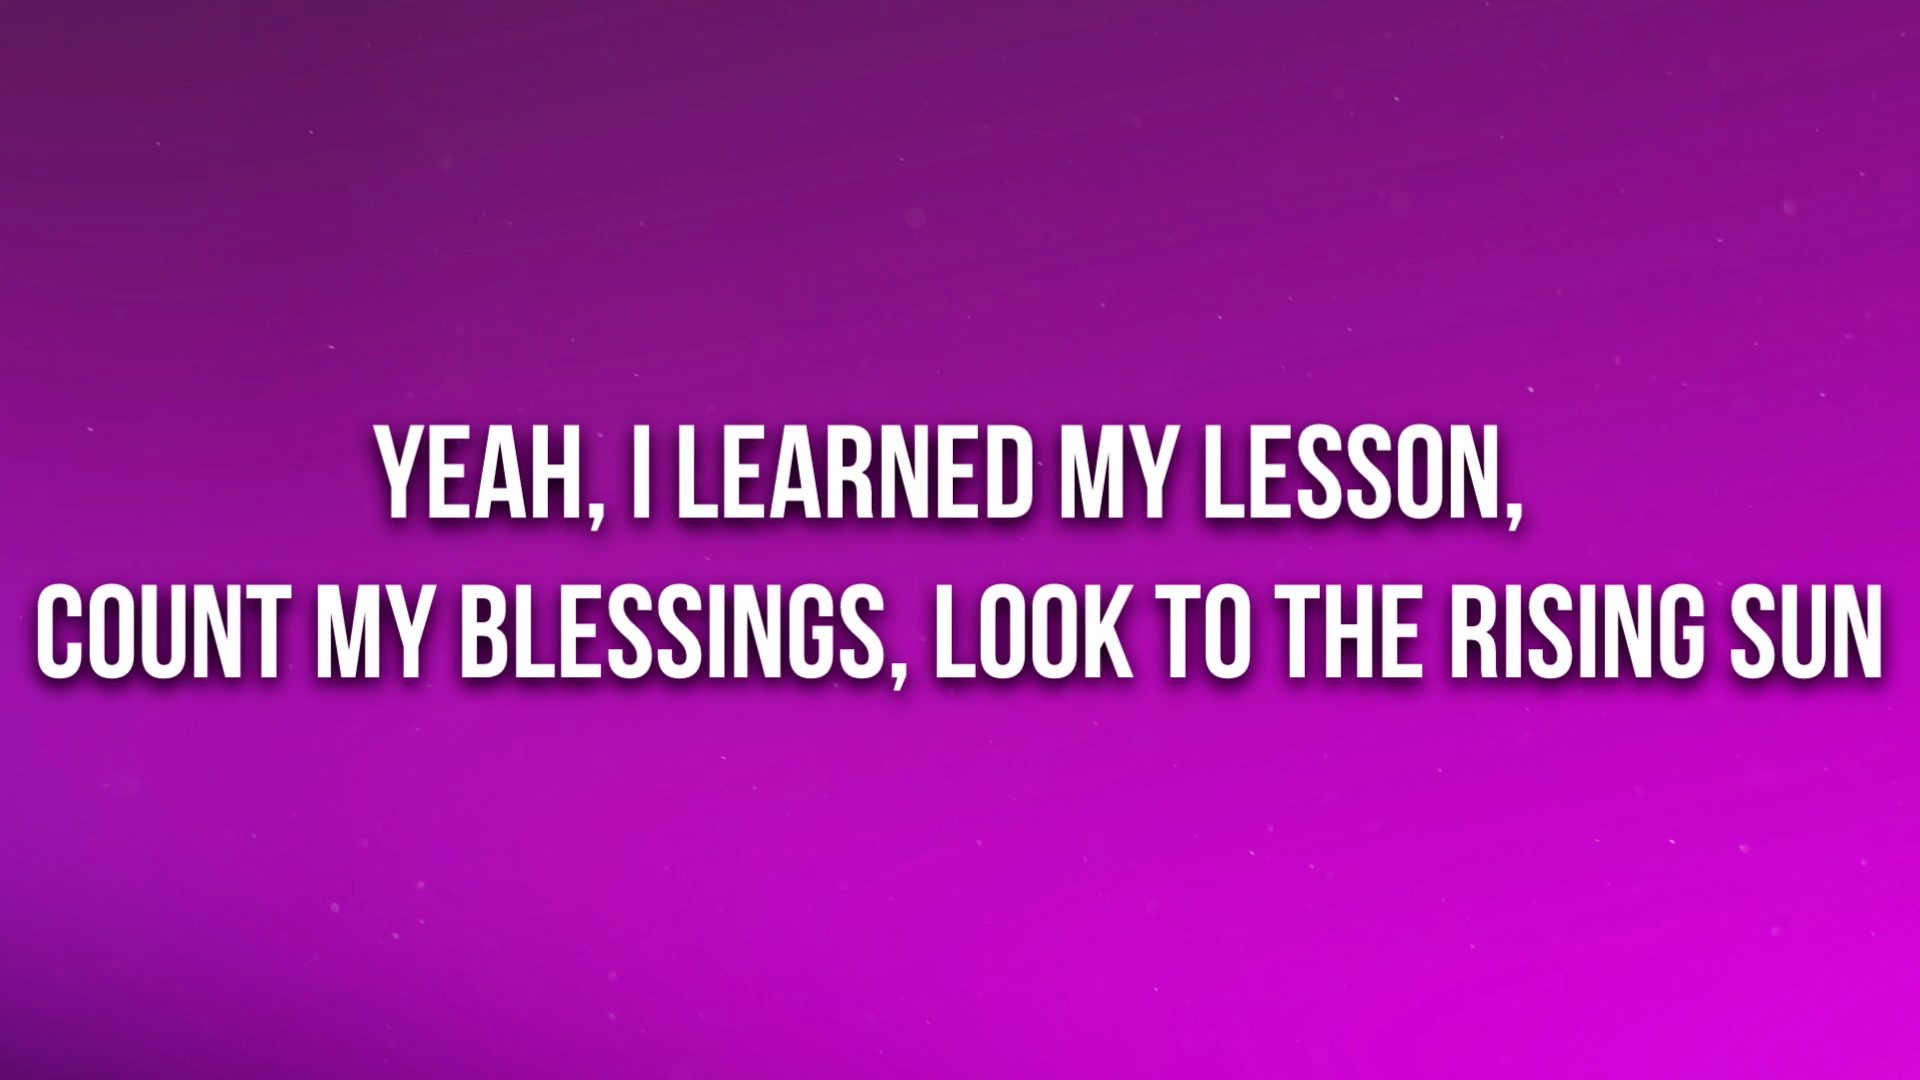 YEAH, I LEARNED MY LESSON,
COUNT MY BLESSINGS, LOOK TO THE RISING SUN